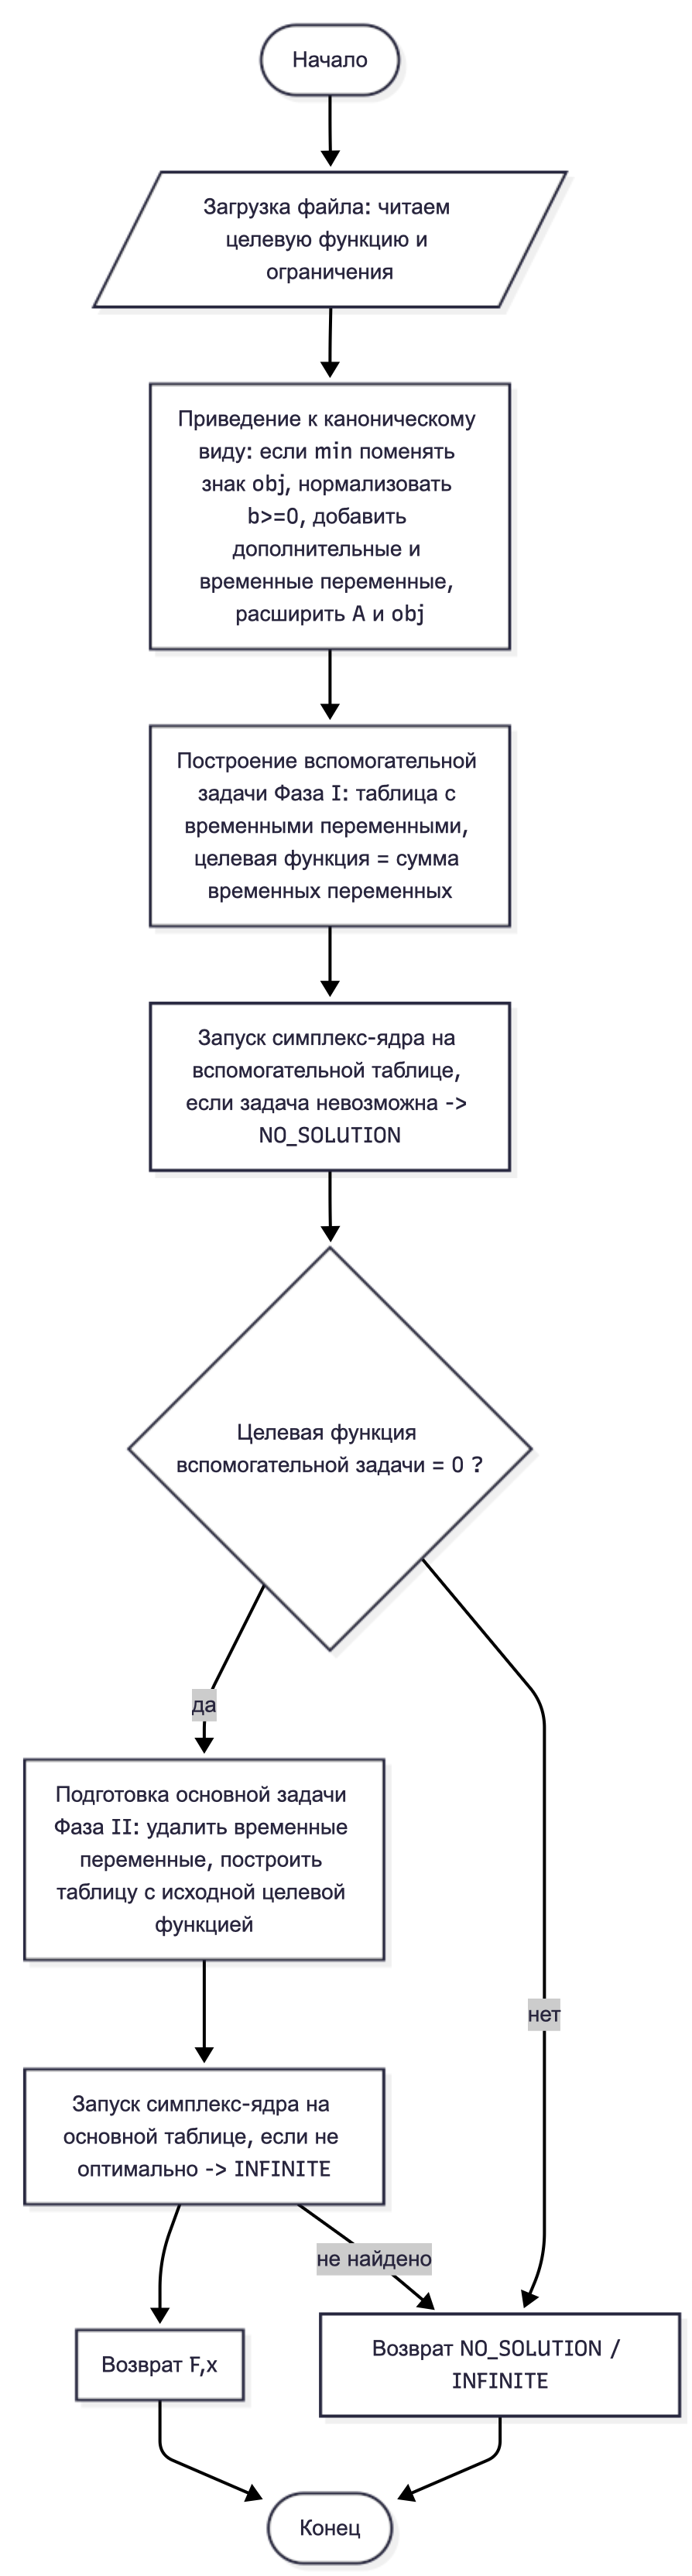 Начало
Загрузка файла: читаем
целевую функцию и
ограничения
Приведение к каноническому
виду: если min поменять
знак obj, нормализовать
b>=0, добавить
дополнительные и
временные переменные,
расширить A и obj
Построение вспомогательной
задачи Фаза I: таблица с
временными переменными,
целевая функция = сумма
временных переменных
Запуск симплекс-ядра на
вспомогательной таблице,
если задача невозможна ->
NO_SOLUTION
Целевая функция
вспомогательной задачи = 0 ?
да
Подготовка основной задачи
Фаза II: удалить временные
переменные, построить
таблицу с исходной целевой
функцией
нет
Запуск симплекс-ядра на
основной таблице, если не
оптимально -> INFINITE
не найдено
Возврат F,x
Возврат NO_SOLUTION /
INFINITE
Конец